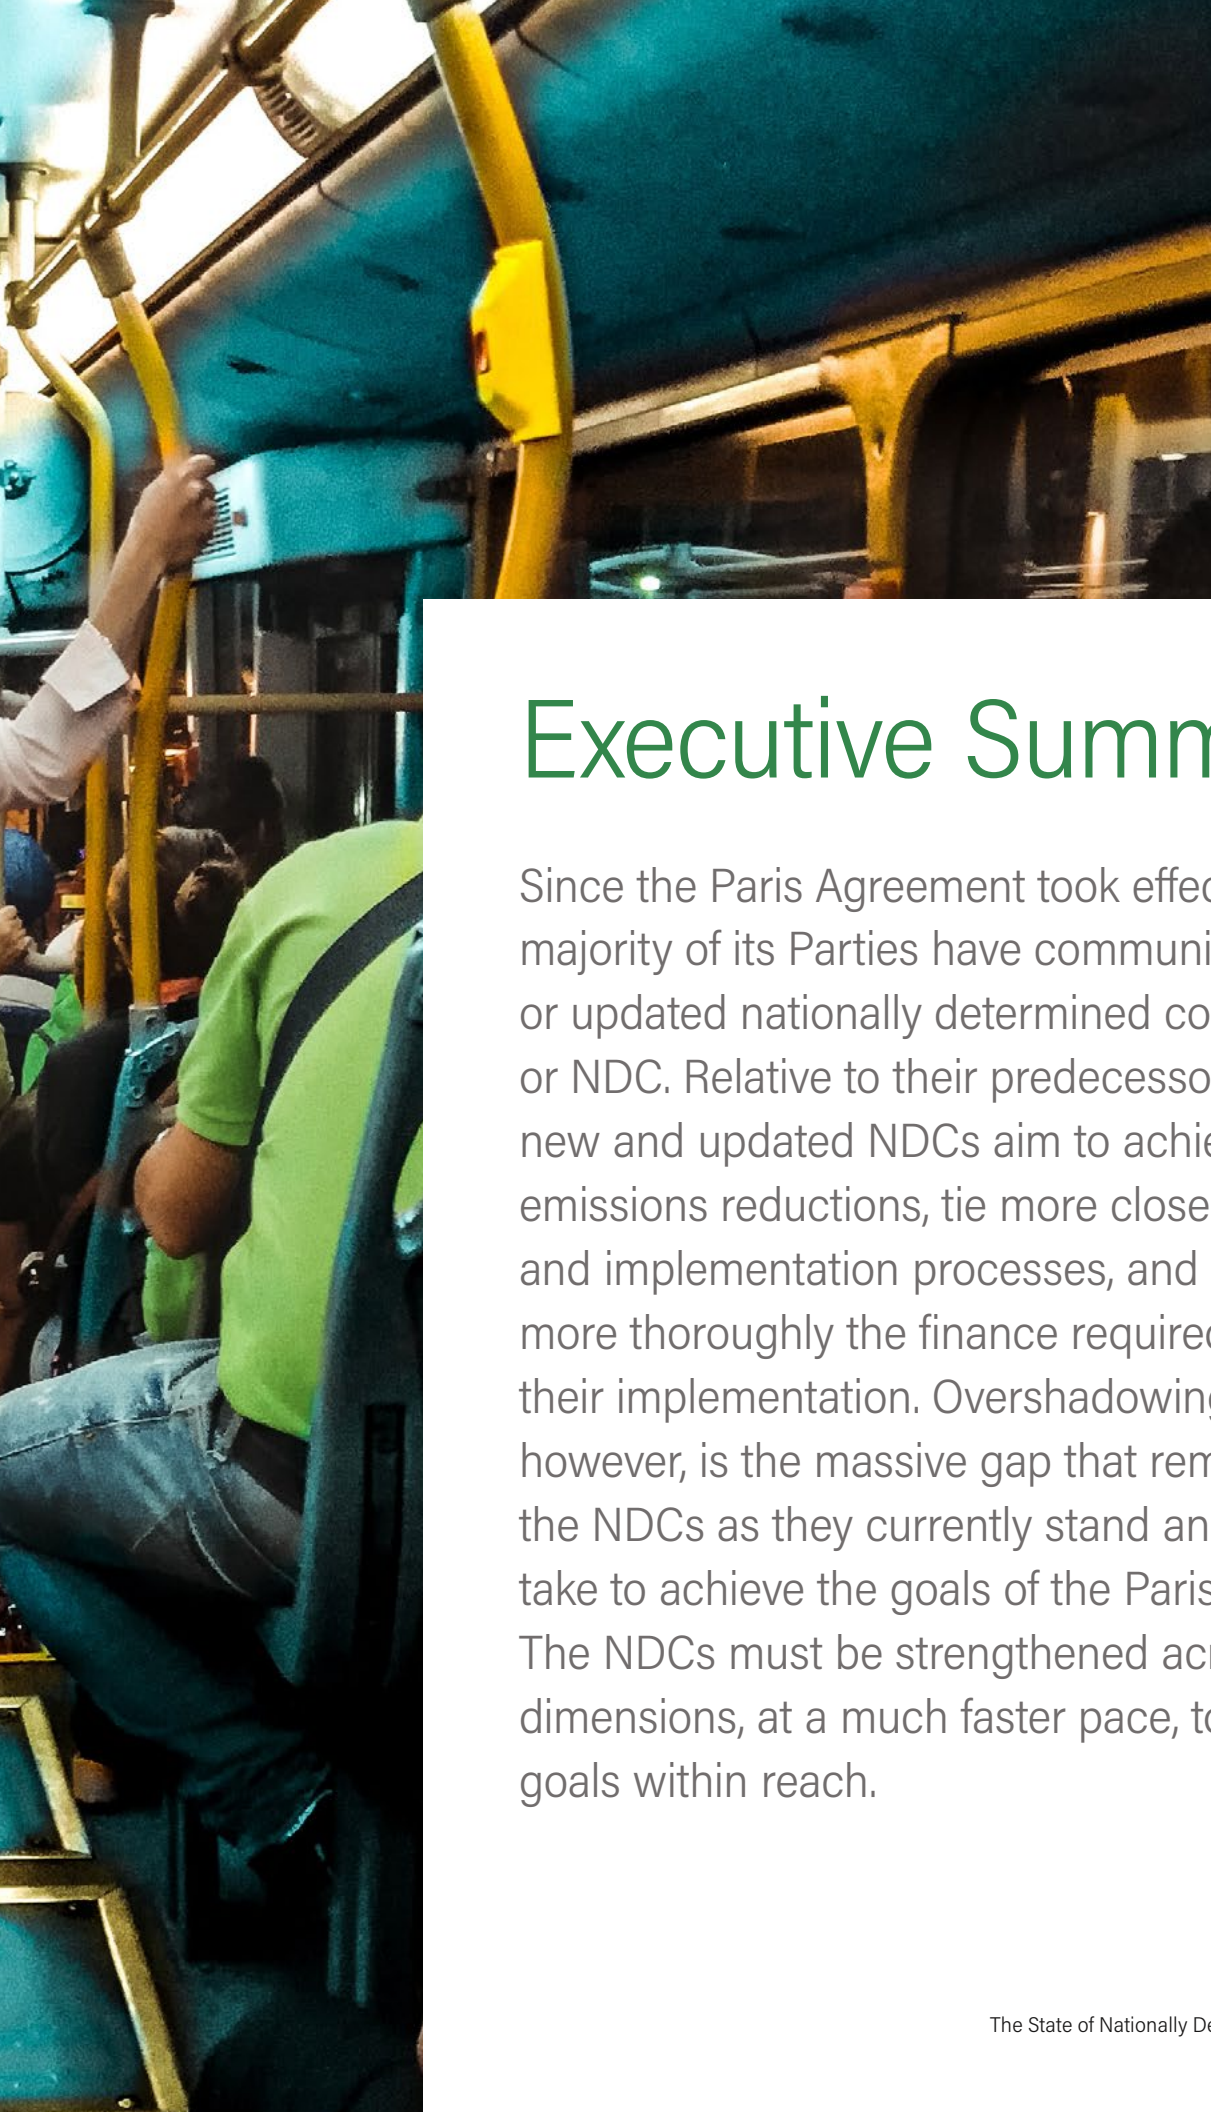 Executive Summ
Since the Paris Agreement took effec
majority of its Parties have communi
or updated nationally determined co
or NDC. Relative to their predecesso
new and updated NDCs aim to achie
emissions reductions, tie more close
and implementation processes, and
more thoroughly the finance required
their implementation. Overshadowing
however, is the massive gap that rem
the NDCs as they currently stand an
take to achieve the goals of the Paris
The NDCs must be strengthened acr
dimensions, at a much faster pace, to
goals within reach.
The State of Nationally De